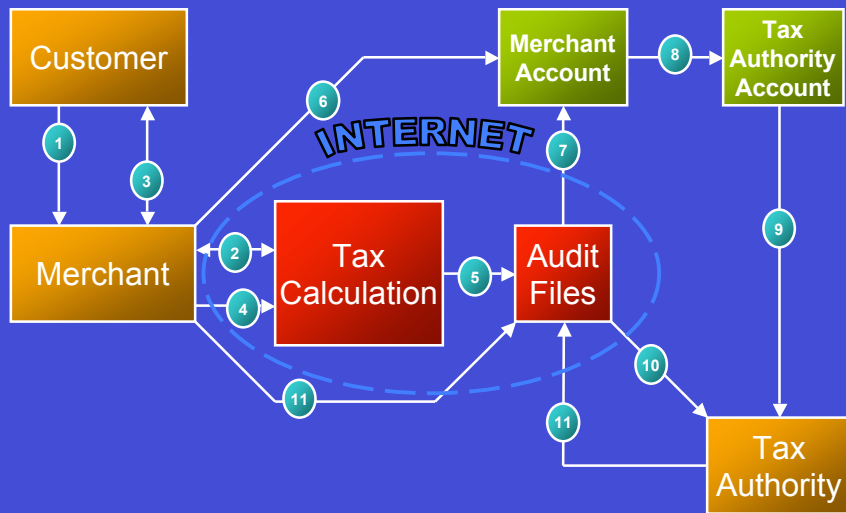 Customer
Merchant
Account
Tax
Authority
Account
8
6
INTERNET
1
3
7
Merchant
2
4
Tax
Calculation
5
Audit
Files
9
10
11
11
Tax
Authority